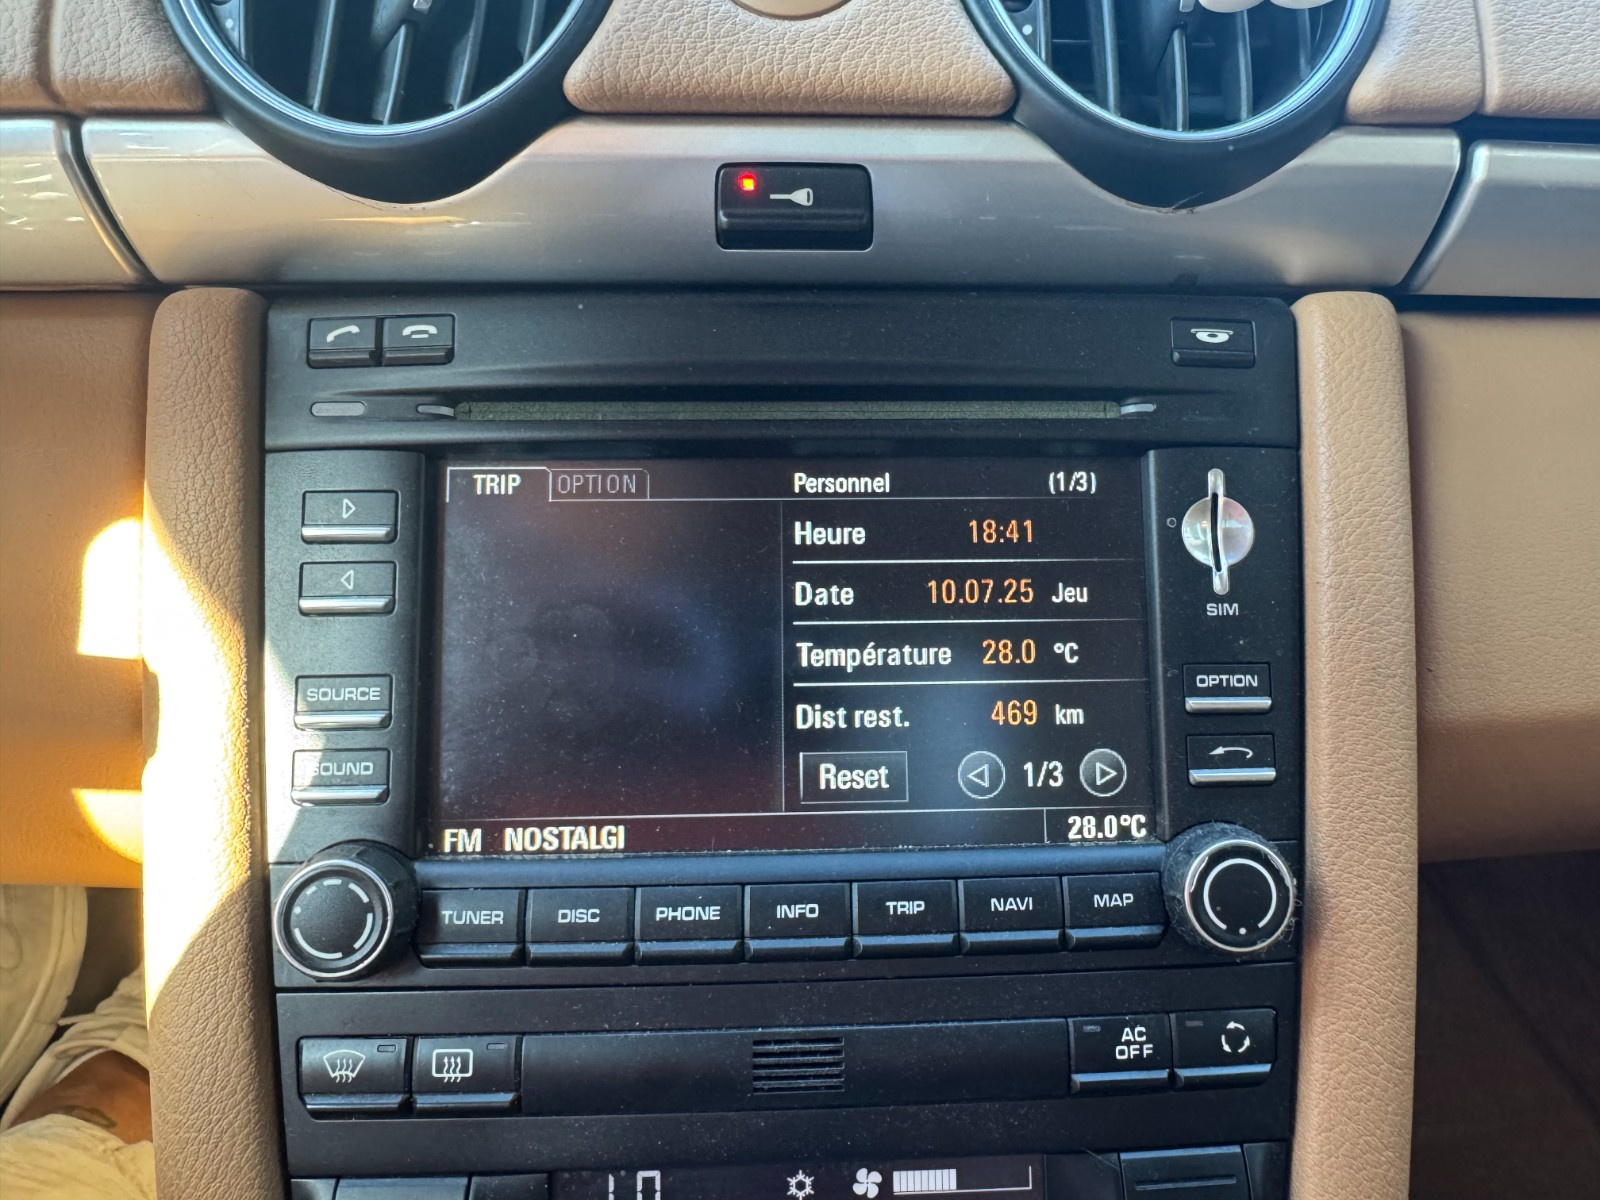 TRIP OPTION Personnel (1/3)
Heure 18:41
Date 10.07.25 Jeu
Température 28.0 °C
Dist rest. 469 km
Reset 1/3
FM NOSTALGI 28.0°C
SIM
SOURCE
SOUND
OPTION
TUNER DISC PHONE INFO TRIP NAVI MAP
AC
OFF